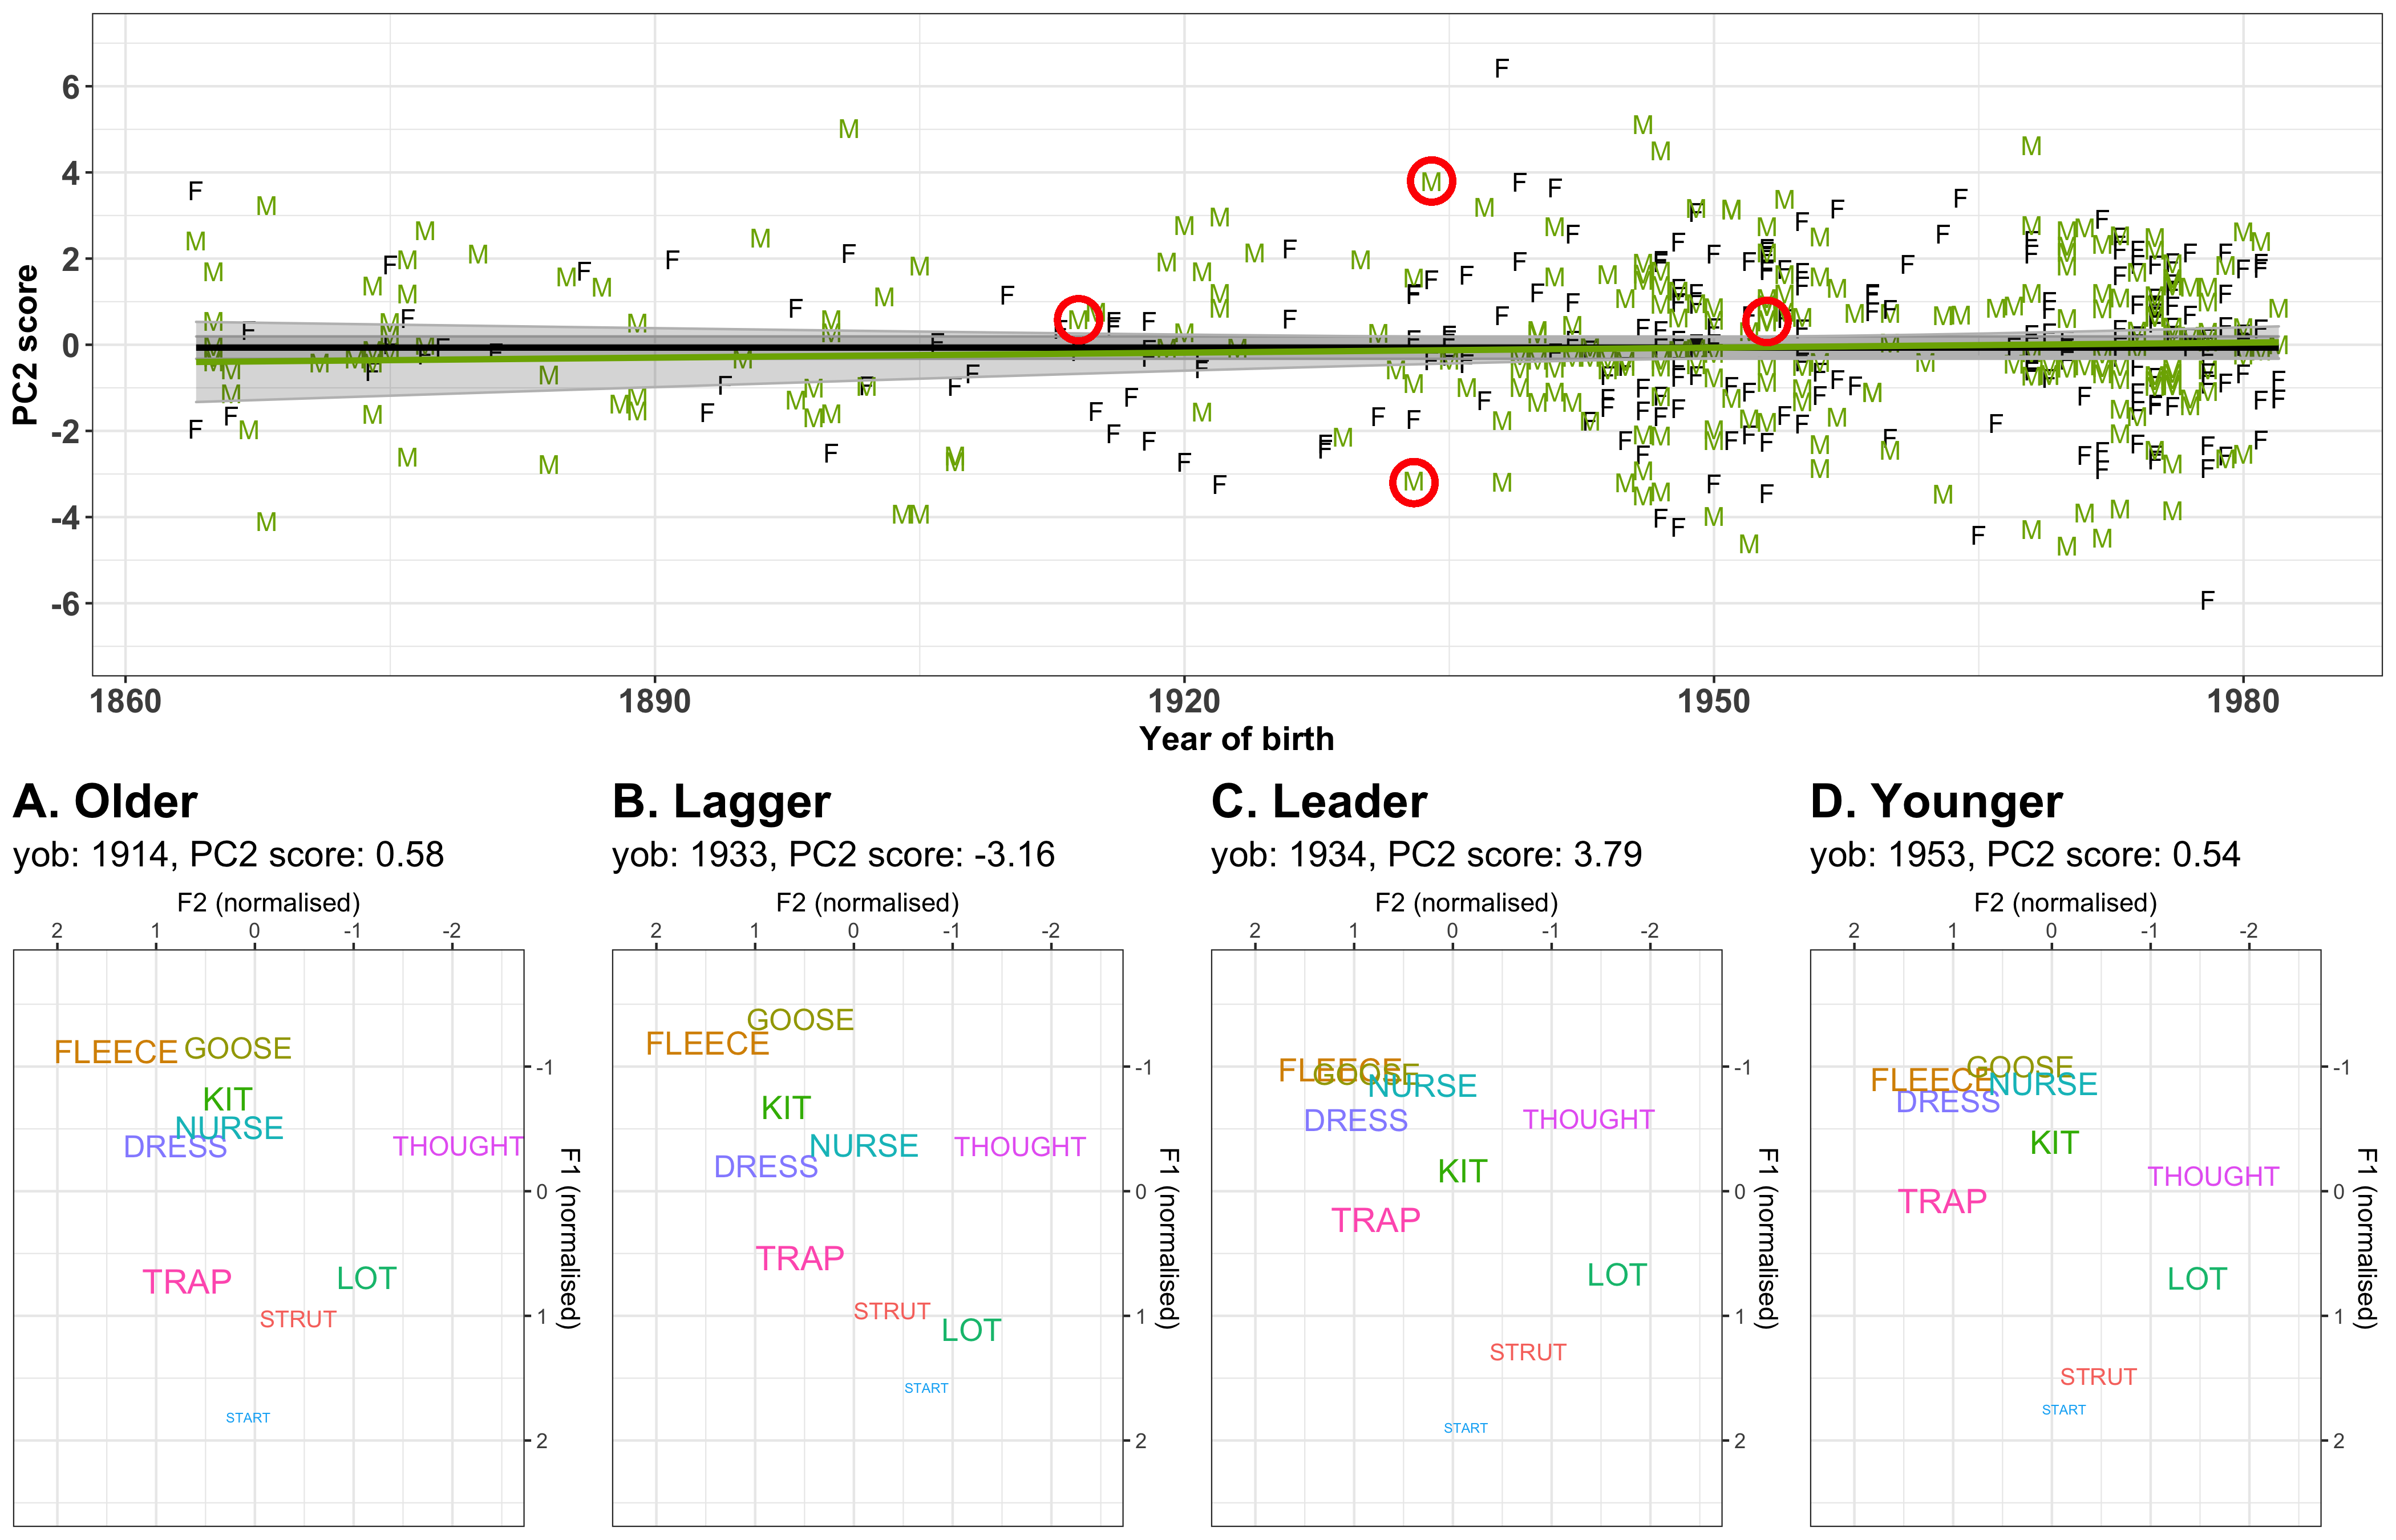 PC2 score
6
4
2
0
-2
-4
-6
1860 1890 1920 1950 1980
Year of birth
A. Older
yob: 1914, PC2 score: 0.58
F2 (normalised)
2 1 0 -1 -2
FLEECE GOOSE
KIT
NURSE
DRESS THOUGHT
TRAP LOT
STRUT
START
-1
0
1
2
F1 (normalised)
B. Lagger
yob: 1933, PC2 score: -3.16
F2 (normalised)
2 1 0 -1 -2
GOOSE
FLEECE
KIT
NURSE THOUGHT
DRESS
TRAP
STRUT
LOT
START
-1
0
1
2
F1 (normalised)
C. Leader
yob: 1934, PC2 score: 3.79
F2 (normalised)
2 1 0 -1 -2
FLEECE
GOOSE
NURSE
DRESS THOUGHT
KIT
TRAP
LOT
STRUT
START
-1
0
1
2
F1 (normalised)
D. Younger
yob: 1953, PC2 score: 0.54
F2 (normalised)
2 1 0 -1 -2
GOOSE
FLEECE NURSE
DRESS
KIT
THOUGHT
TRAP
LOT
STRUT
START
-1
0
1
2
F1 (normalised)